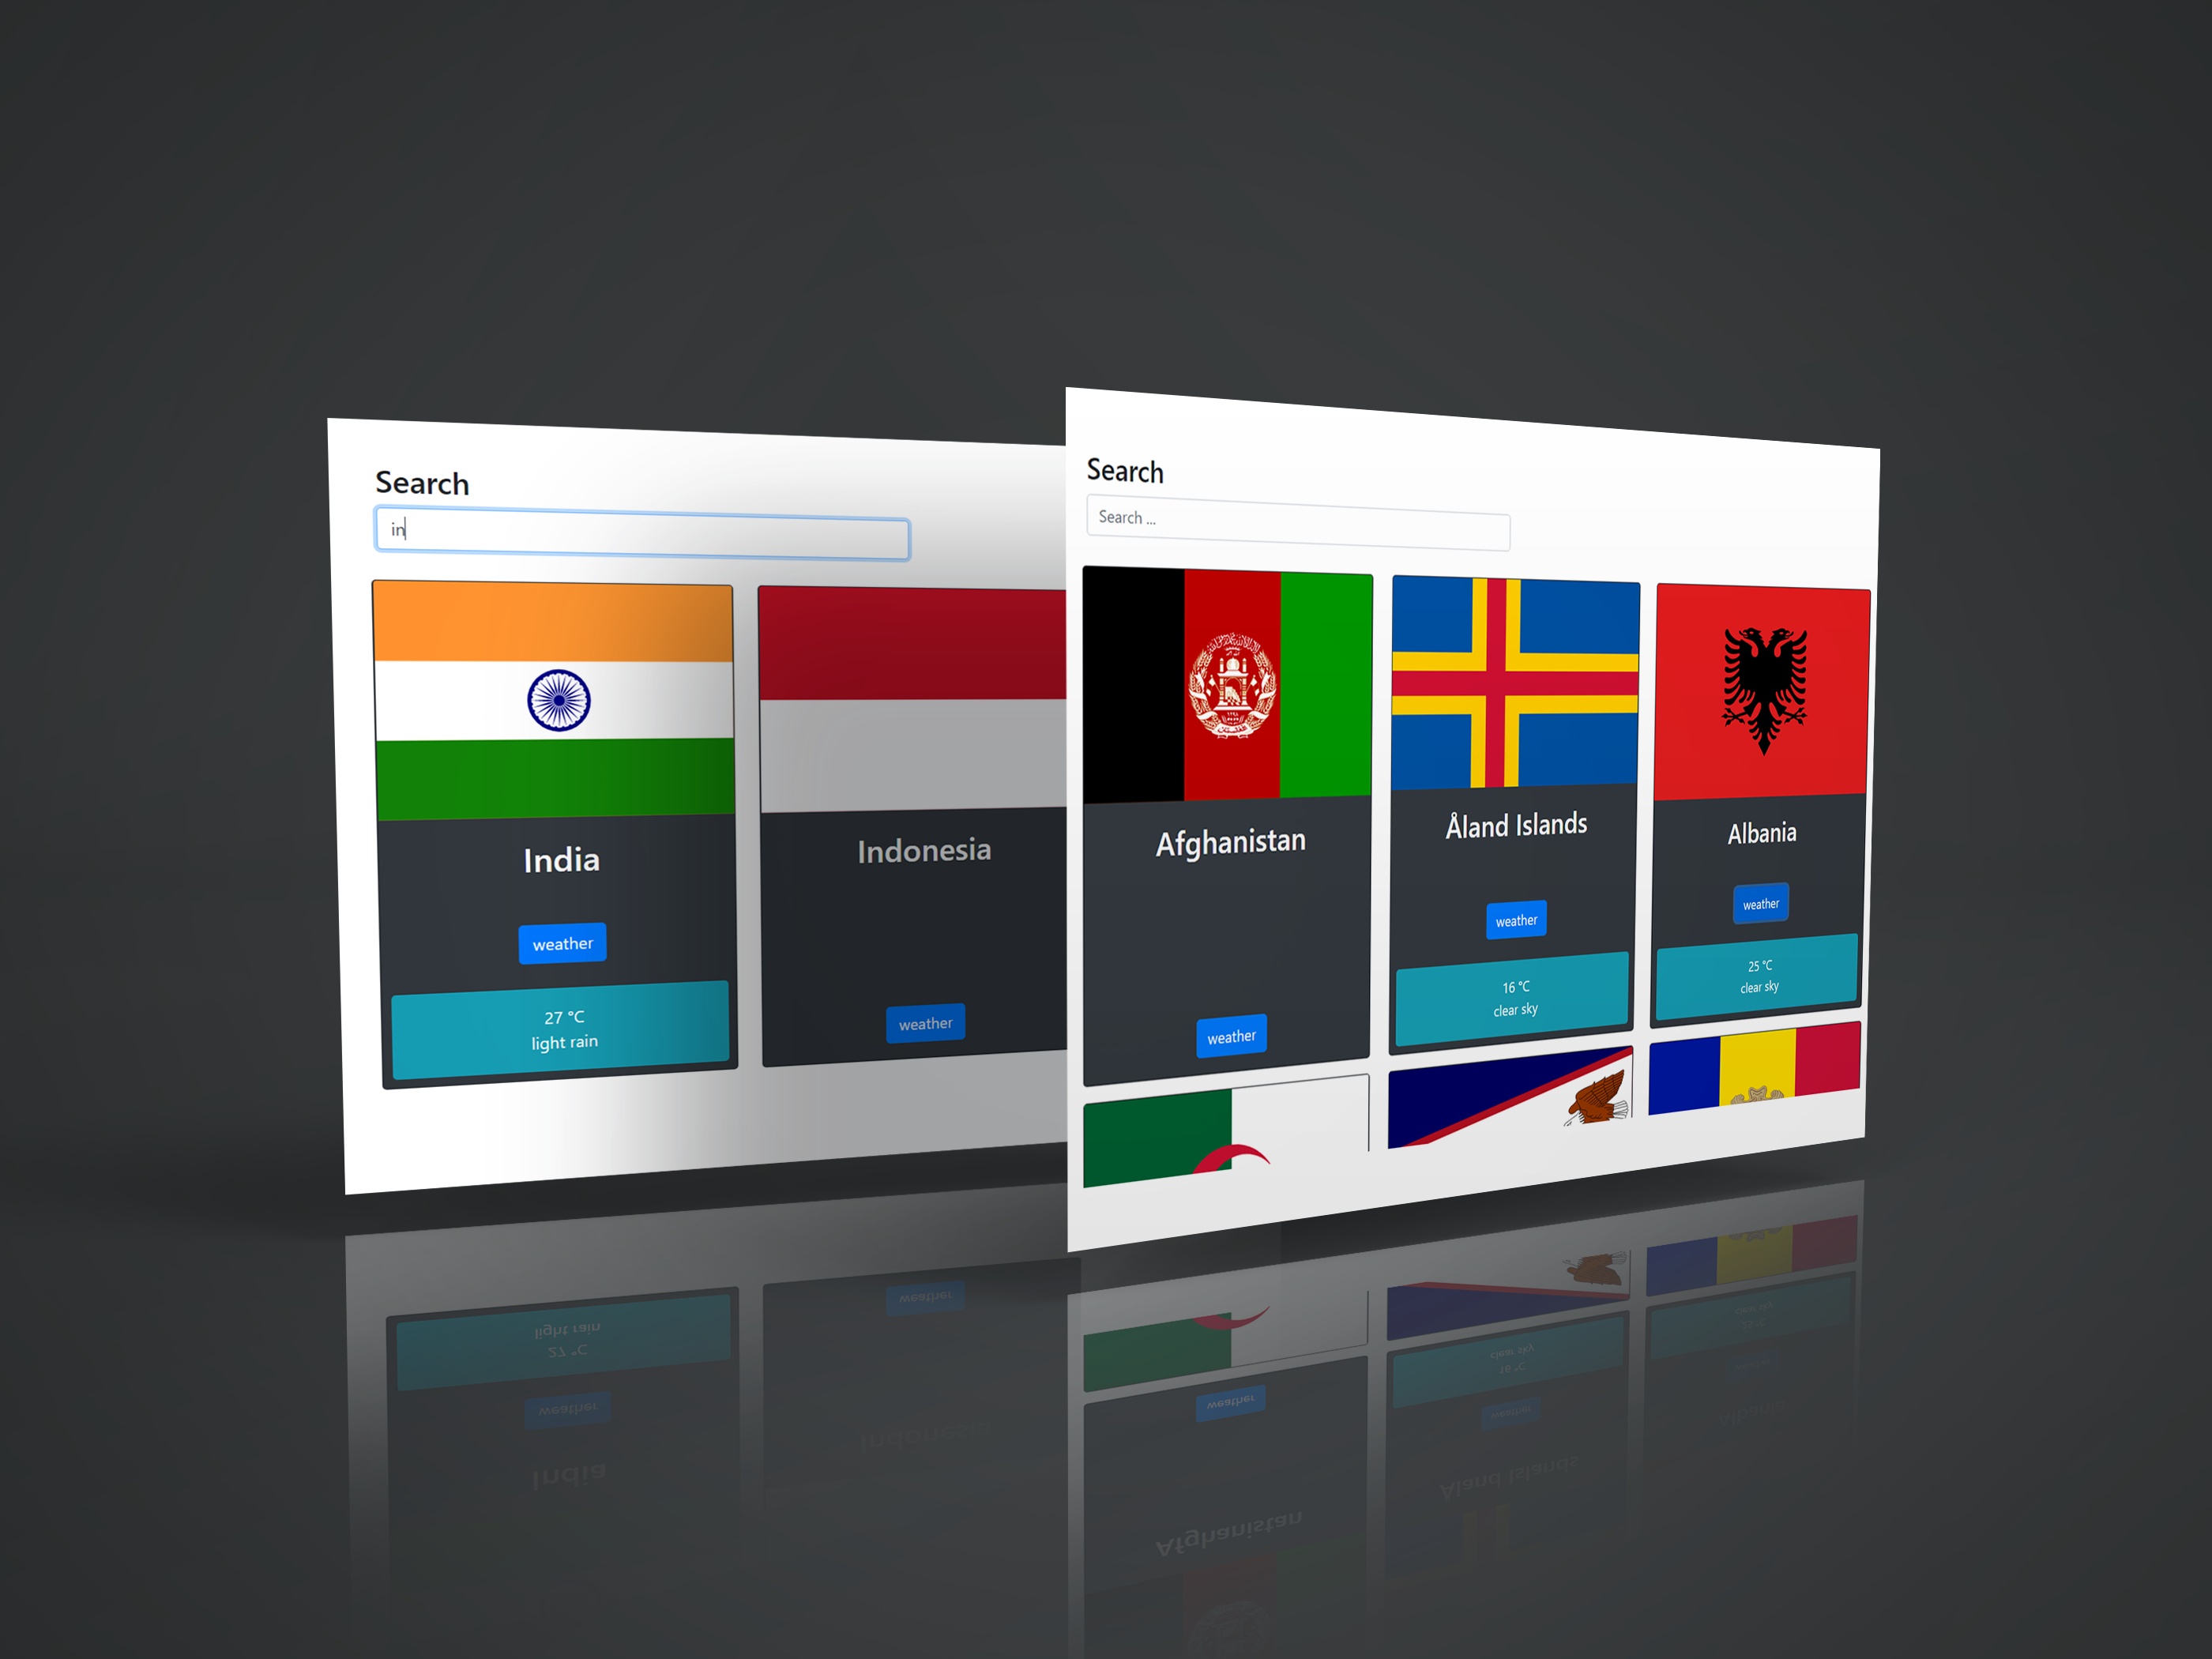 Search
in
India
weather
27 °C
light rain
Indonesia
weather
Search
Search ...
Afghanistan
weather
Åland Islands
weather
16 °C
clear sky
Albania
weather
25 °C
clear sky